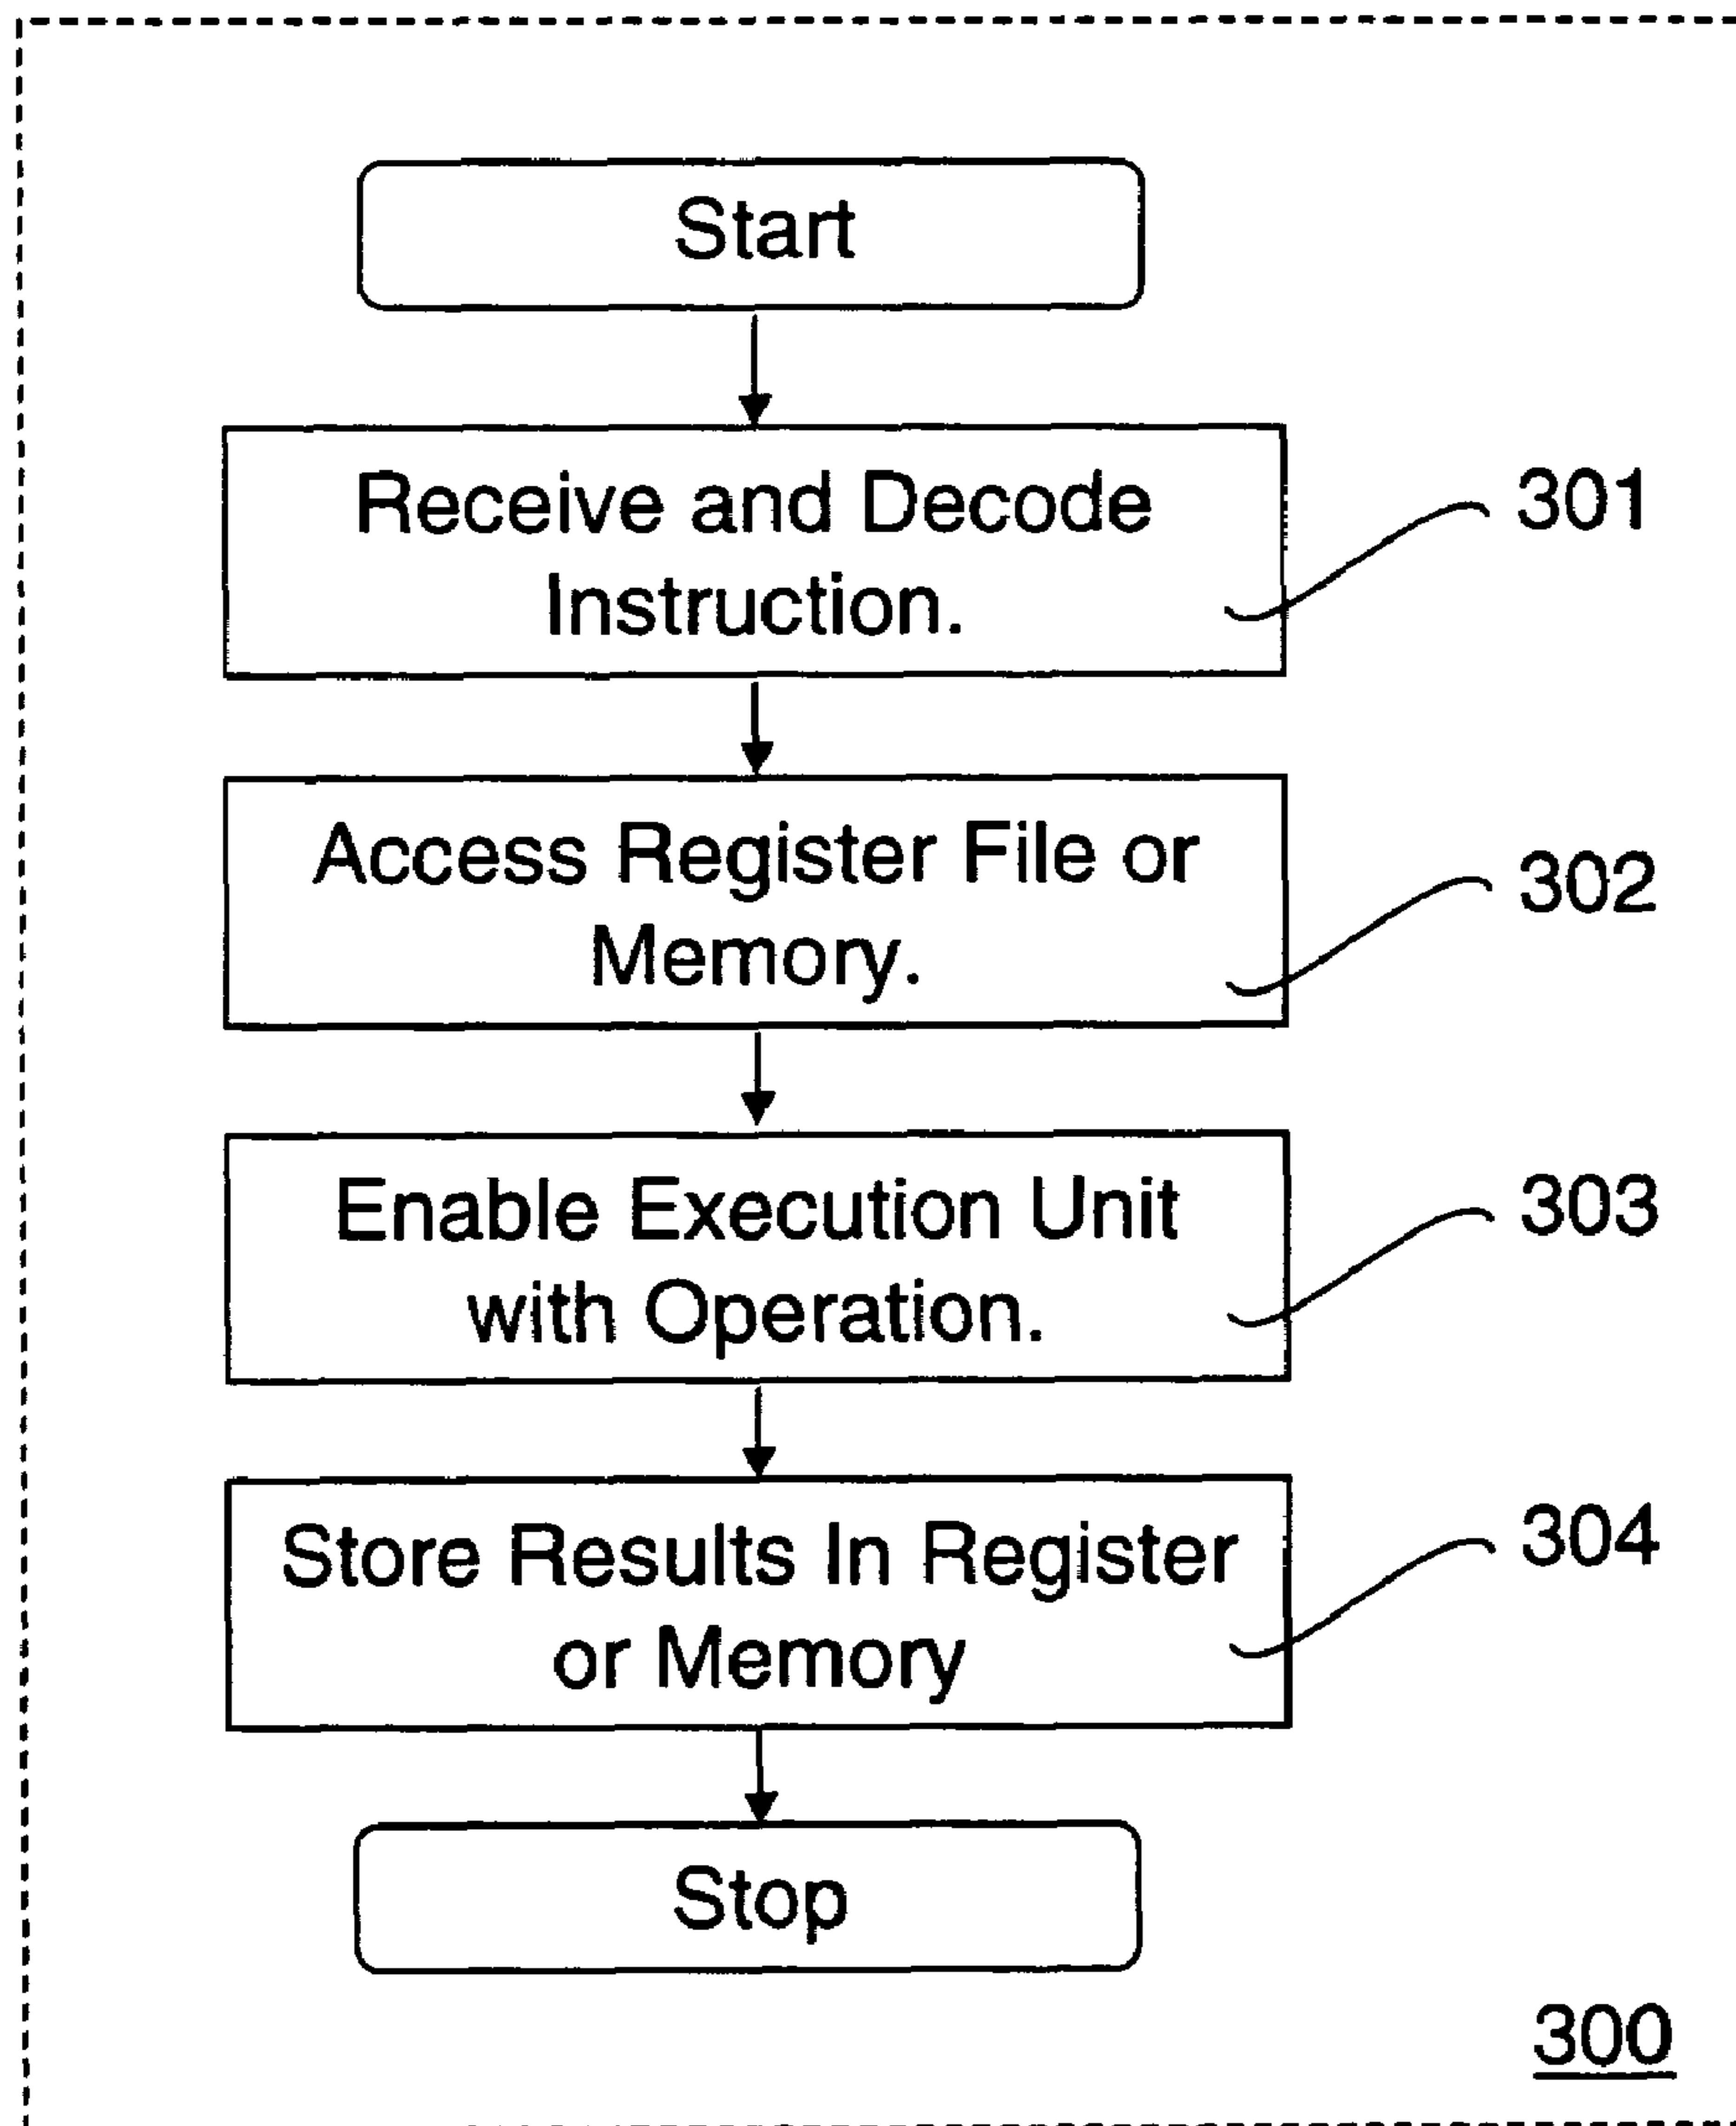 Start
Receive and Decode
Instruction.
301
Access Register File or
Memory.
302
Enable Execution Unit
with Operation.
303
Store Results In Register
or Memory
304
Stop
300